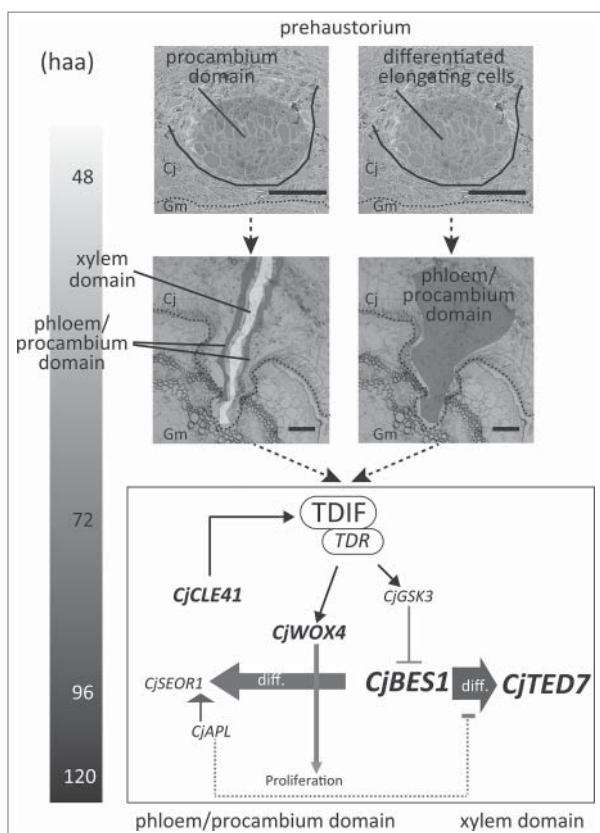 prehaustorium
(haa)
procambium
domain
differentiated
elongating cells
Cj
Gm
Cj
Gm
48
xylem
domain
phloem/
procambium
domain
Cj
Gm
phloem/
procambium
domain
Cj
Gm
72
TDIF
TDR
CjCLE41
CjGSK3
CjWOX4
96
CjSEOR1
diff.
CjBES1
diff.
CjTED7
CjAPL
120
Proliferation
phloem/procambium domain
xylem domain